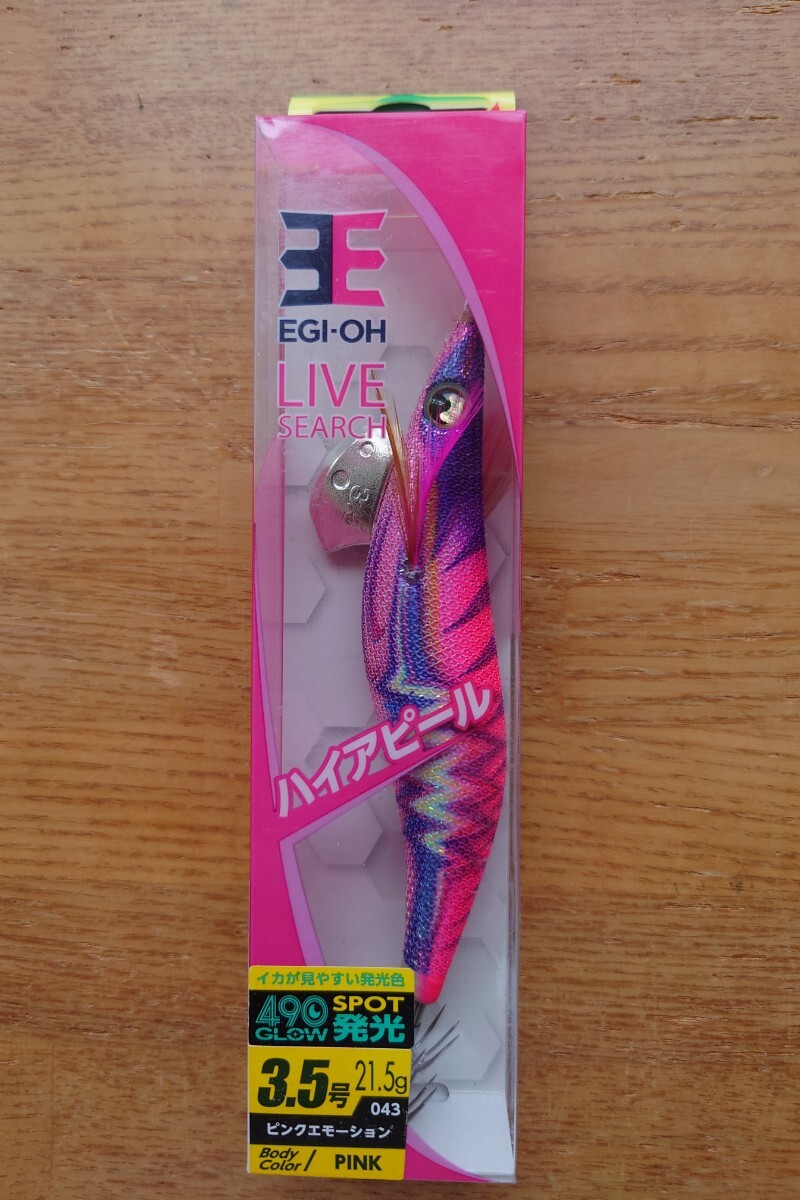 EGI-OH
LIVE
SEARCH
ハイアピール
イカが見やすい発光色
490
GLOW
SPOT
発光
3.5号 21.5g
043
ピンクエモーション
Body
Color / PINK